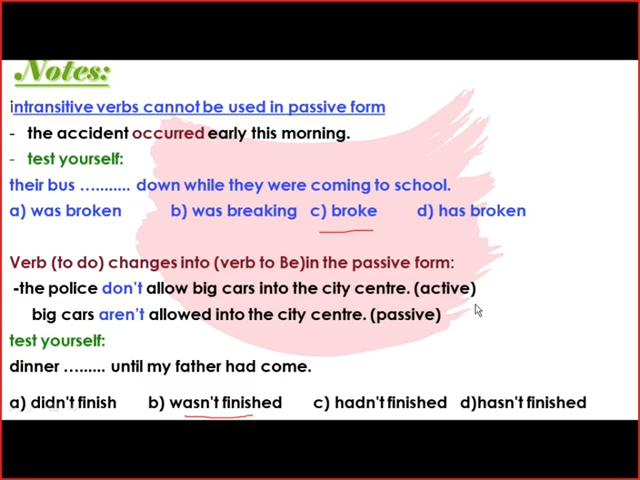 Notes:
intransitive verbs cannot be used in passive form
- the accident occurred early this morning.
- test yourself:
their bus …........ down while they were coming to school.
a) was broken b) was breaking c) broke d) has broken
Verb (to do) changes into (verb to Be)in the passive form:
-the police don't allow big cars into the city centre. (active)
big cars aren't allowed into the city centre. (passive)
test yourself:
dinner …...... until my father had come.
a) didn't finish b) wasn't finished c) hadn't finished d)hasn't finished